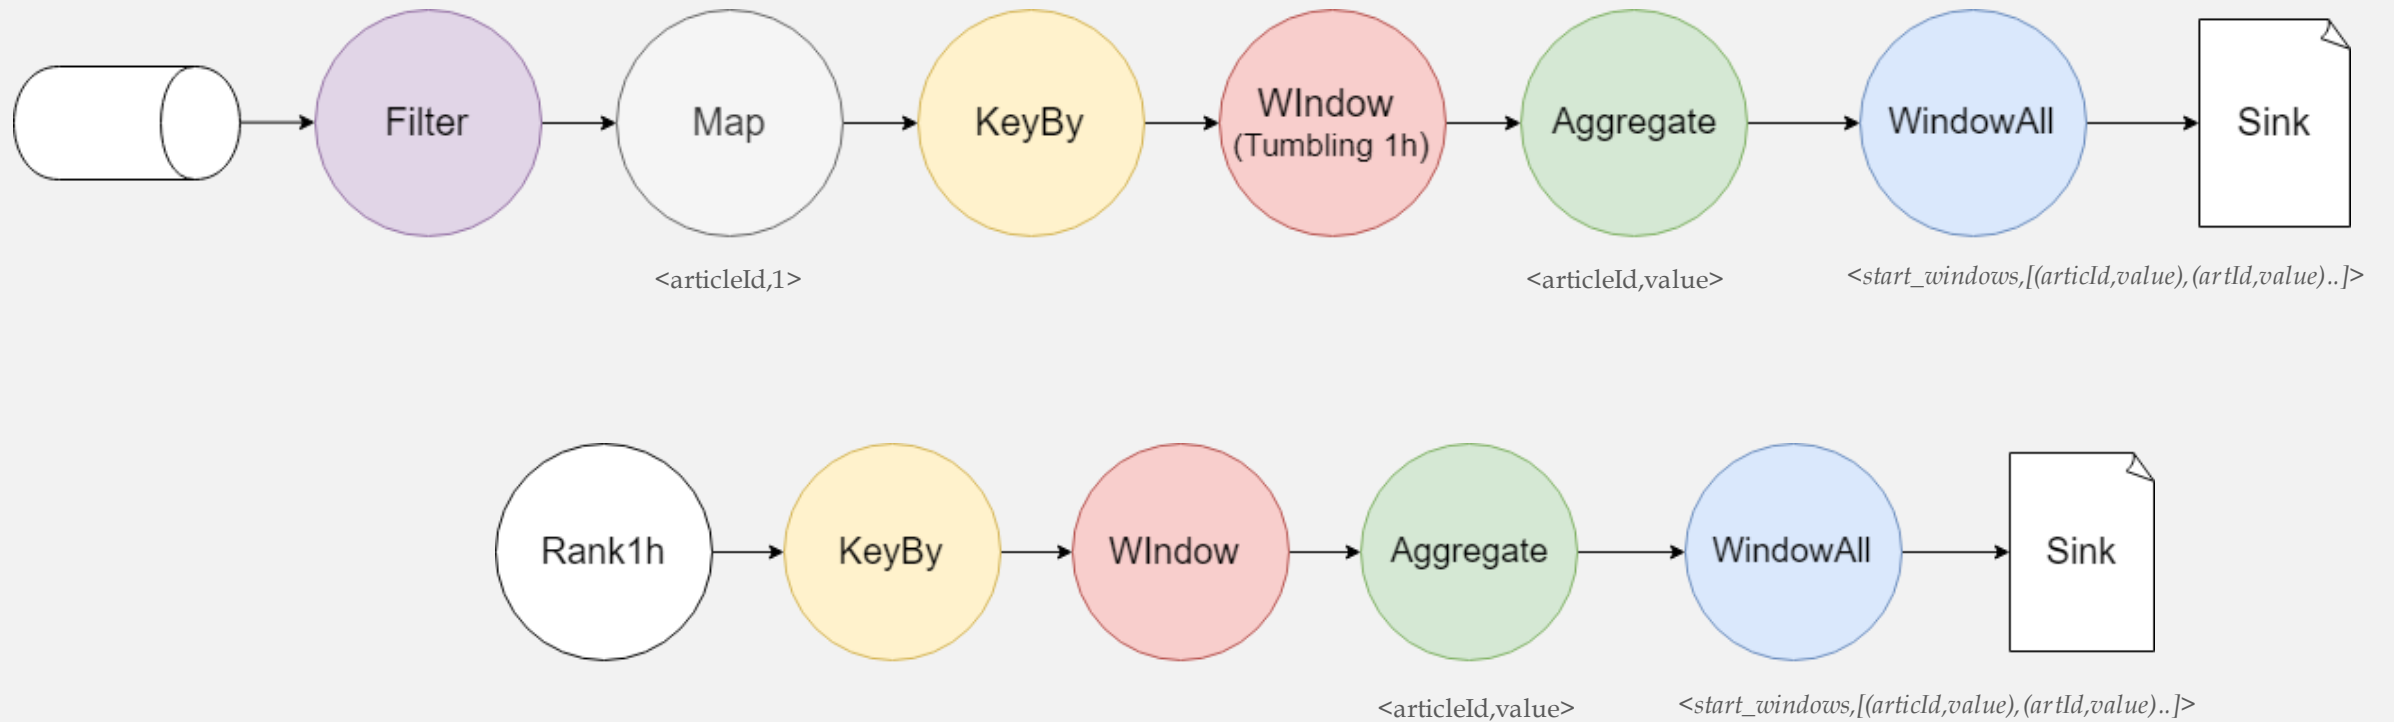 Filter
Map
KeyBy
WIndow
(Tumbling 1h)
Aggregate
WindowAll
Sink
<articleId,1>
<articleId,value>
<start_windows,[(articId,value),(artId,value)..]>
Rank1h
KeyBy
WIndow
Aggregate
WindowAll
Sink
<articleId,value>
<start_windows,[(articId,value),(artId,value)..]>